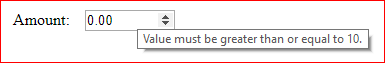 Amount: 0.00
Value must be greater than or equal to 10.